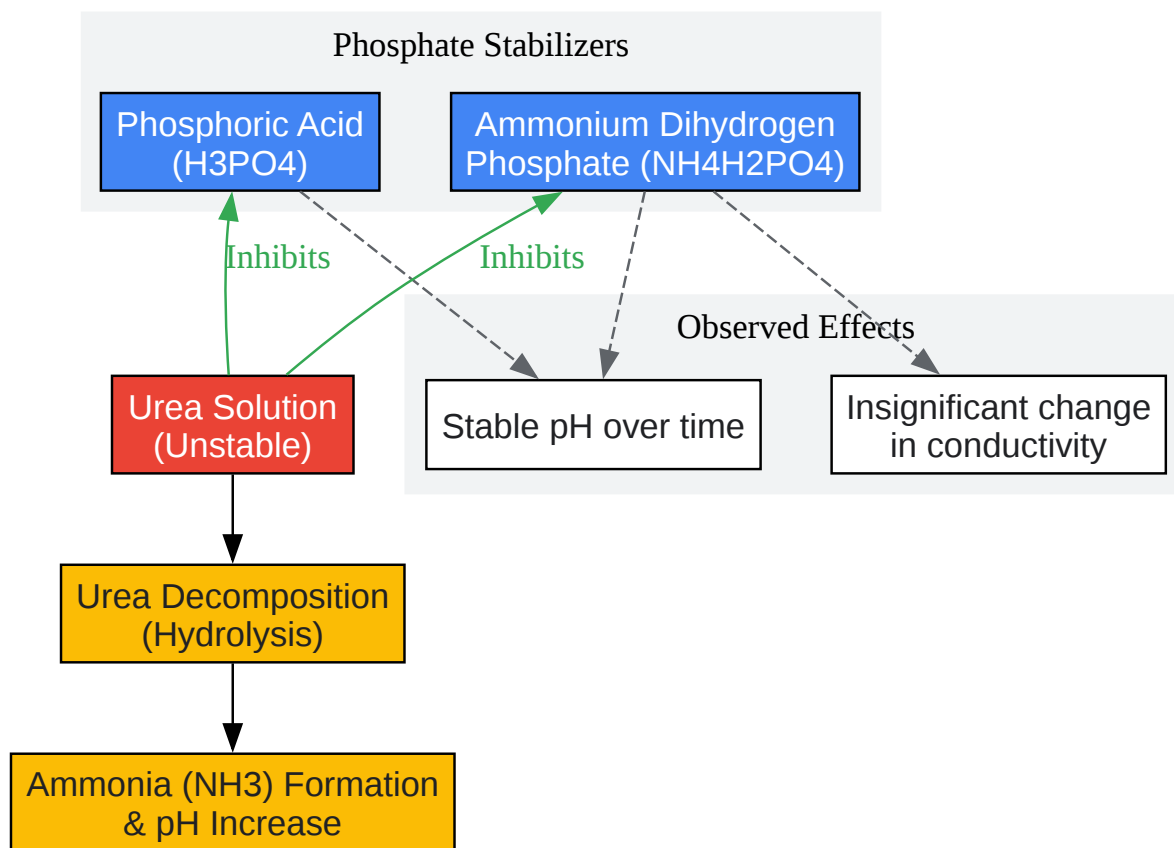 Phosphate Stabilizers
Phosphoric Acid
(H3PO4)
Ammonium Dihydrogen
Phosphate (NH4H2PO4)
Inhibits
Inhibits
Observed Effects
Urea Solution
(Unstable)
Stable pH over time
Insignificant change
in conductivity
Urea Decomposition
(Hydrolysis)
Ammonia (NH3) Formation
& pH Increase